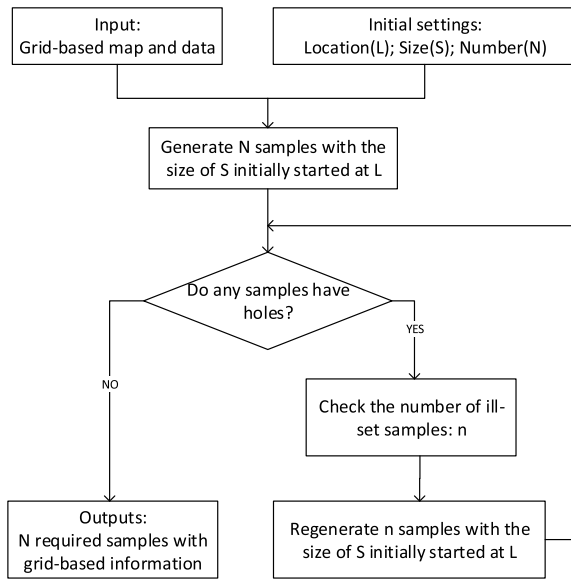 Input:
Grid-based map and data
Initial settings:
Location(L); Size(S); Number(N)
Generate N samples with the
size of S initially started at L
Do any samples have
holes?
YES
NO
Check the number of ill-
set samples: n
Outputs:
N required samples with
grid-based information
Regenerate n samples with the
size of S initially started at L